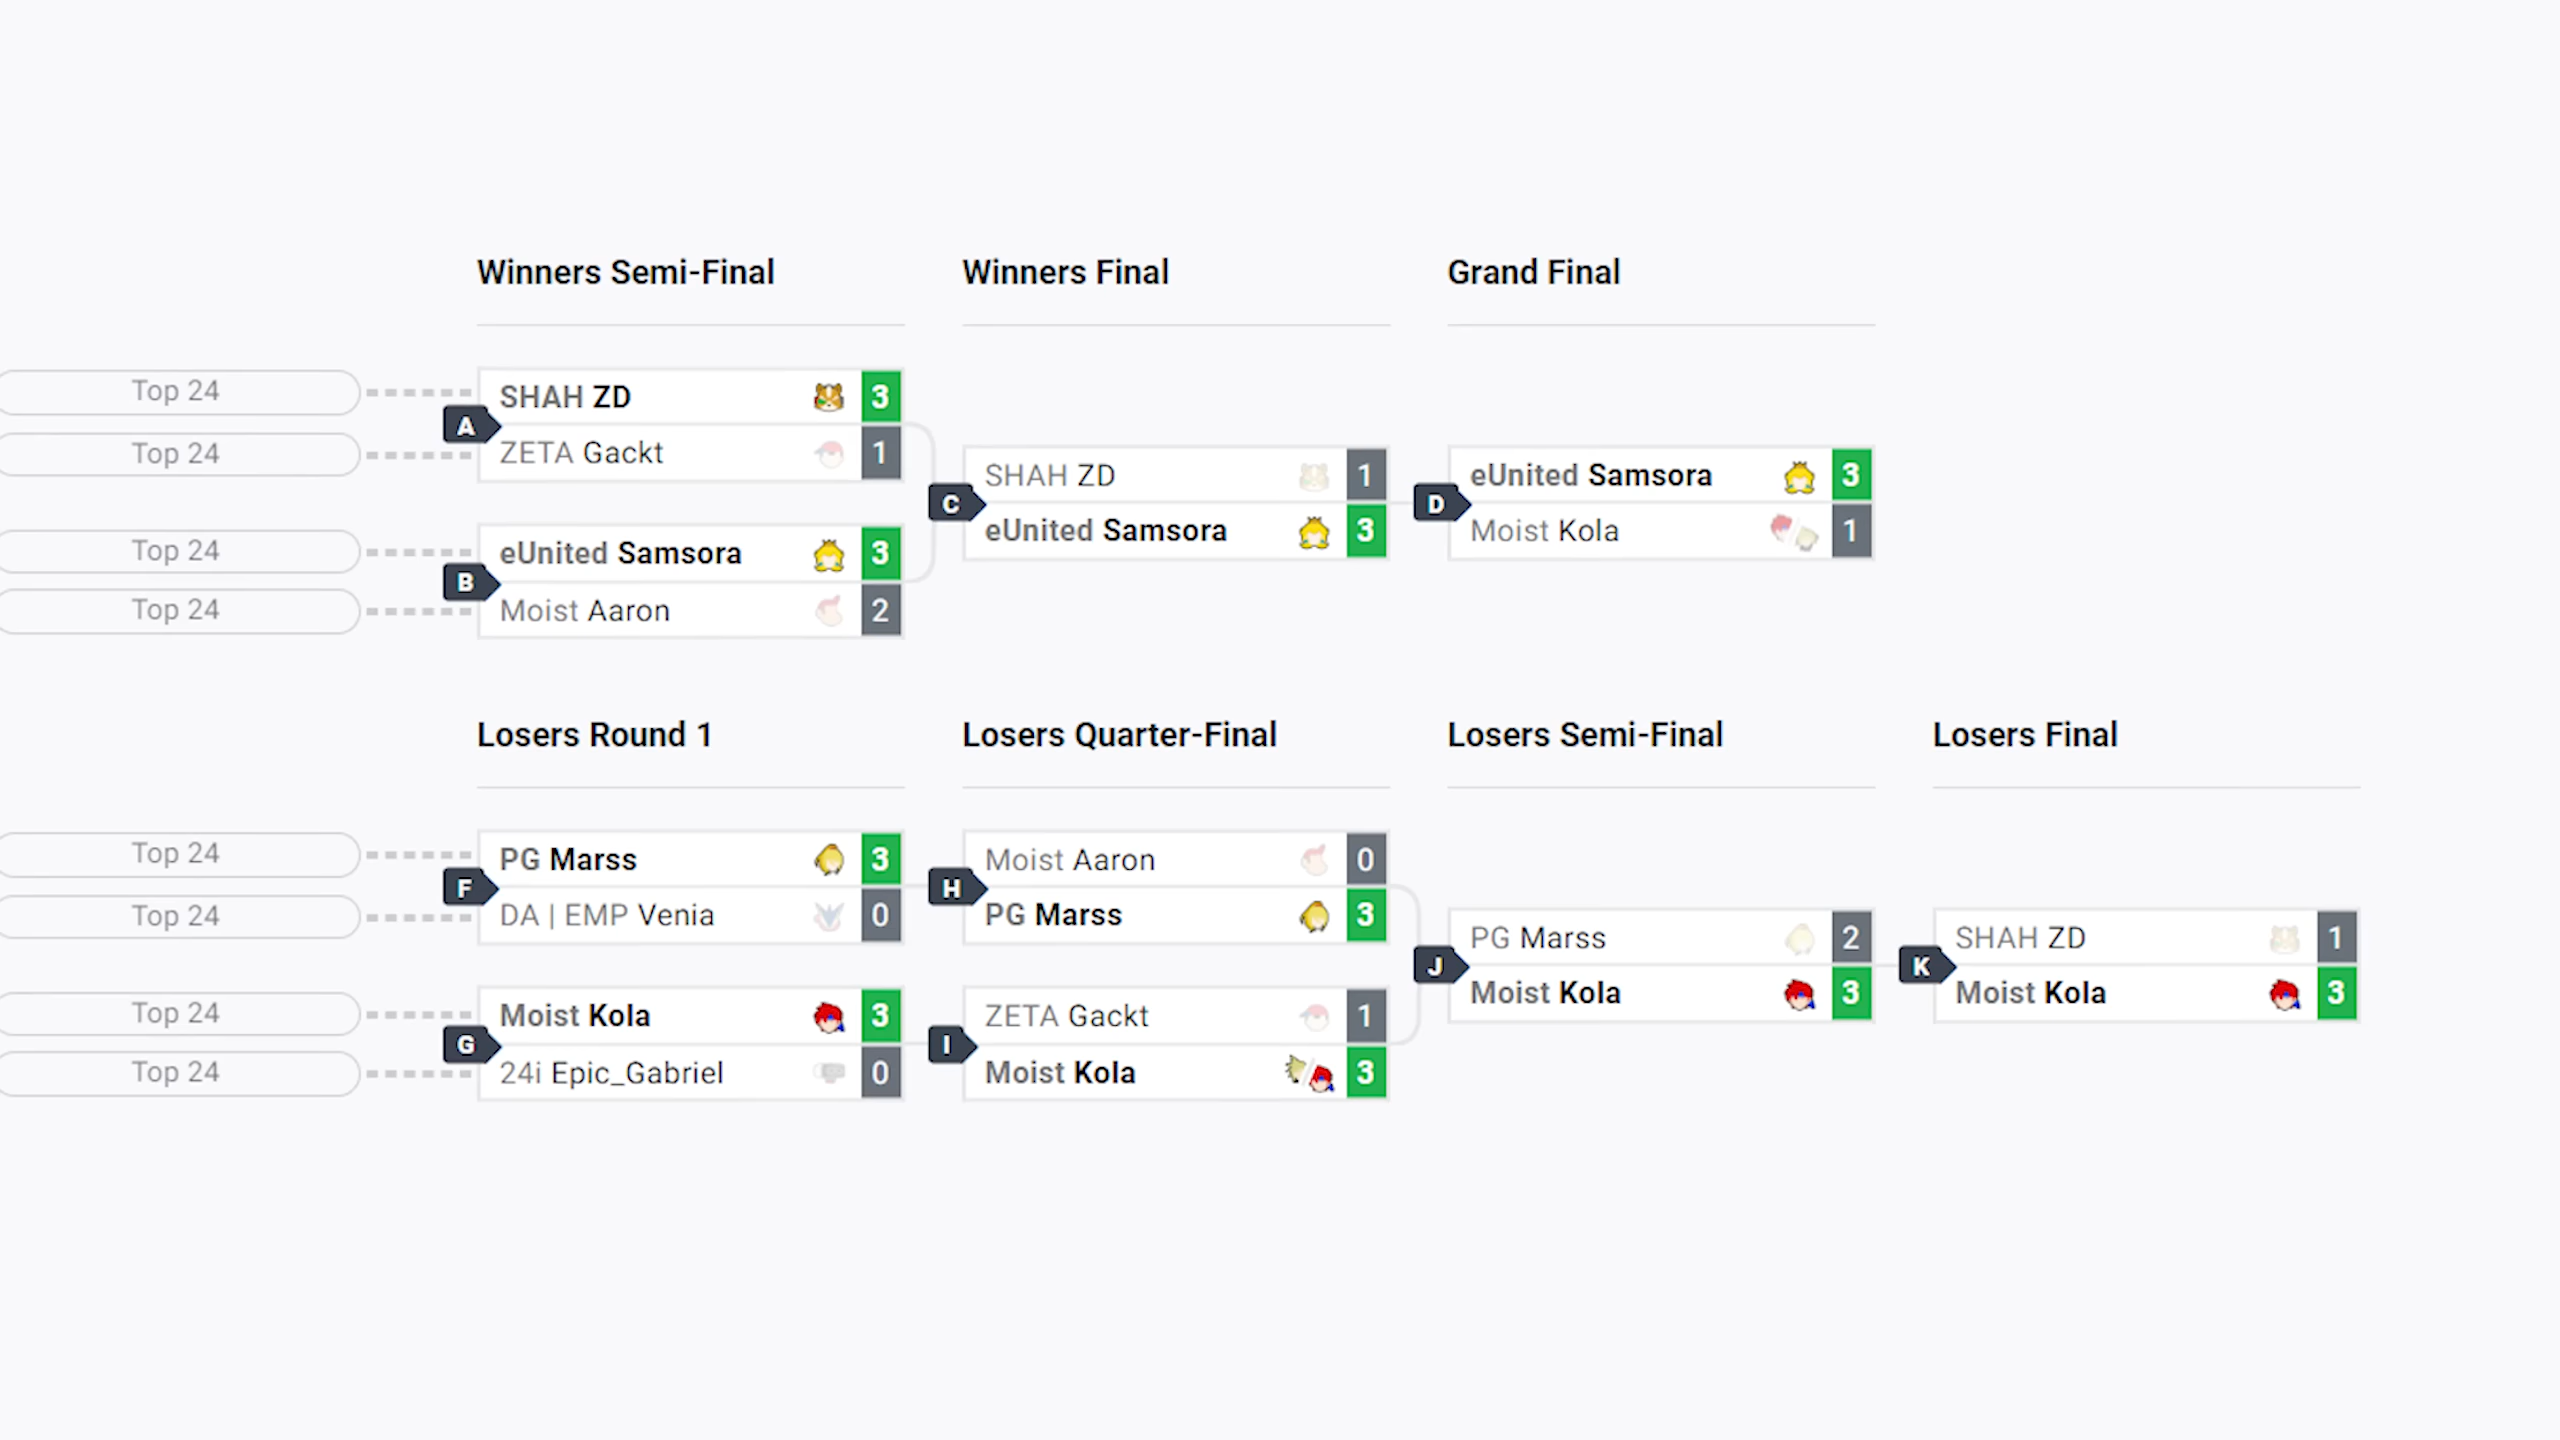 Winners Semi-Final
Winners Final
Grand Final
Top 24
Top 24
A
SHAH ZD 3
ZETA Gackt 1
Top 24
Top 24
B
eUnited Samsora 3
Moist Aaron 2
C
SHAH ZD 1
eUnited Samsora 3
D
eUnited Samsora 3
Moist Kola 1
Losers Round 1
Losers Quarter-Final
Losers Semi-Final
Losers Final
Top 24
Top 24
F
PG Marss 3
DA | EMP Venia 0
Top 24
Top 24
G
Moist Kola 3
24i Epic_Gabriel 0
H
Moist Aaron 0
PG Marss 3
I
ZETA Gackt 1
Moist Kola 3
J
PG Marss 2
Moist Kola 3
K
SHAH ZD 1
Moist Kola 3